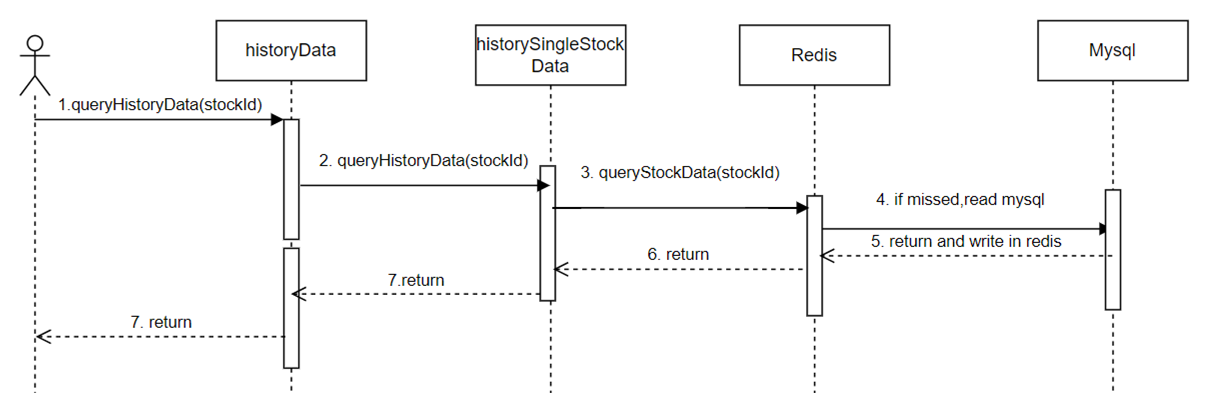 historyData
historySingleStock
Data
Redis
Mysql
1.queryHistoryData(stockId)
2. queryHistoryData(stockId)
3. queryStockData(stockId)
4. if missed,read mysql
5. return and write in redis
6. return
7.return
7. return